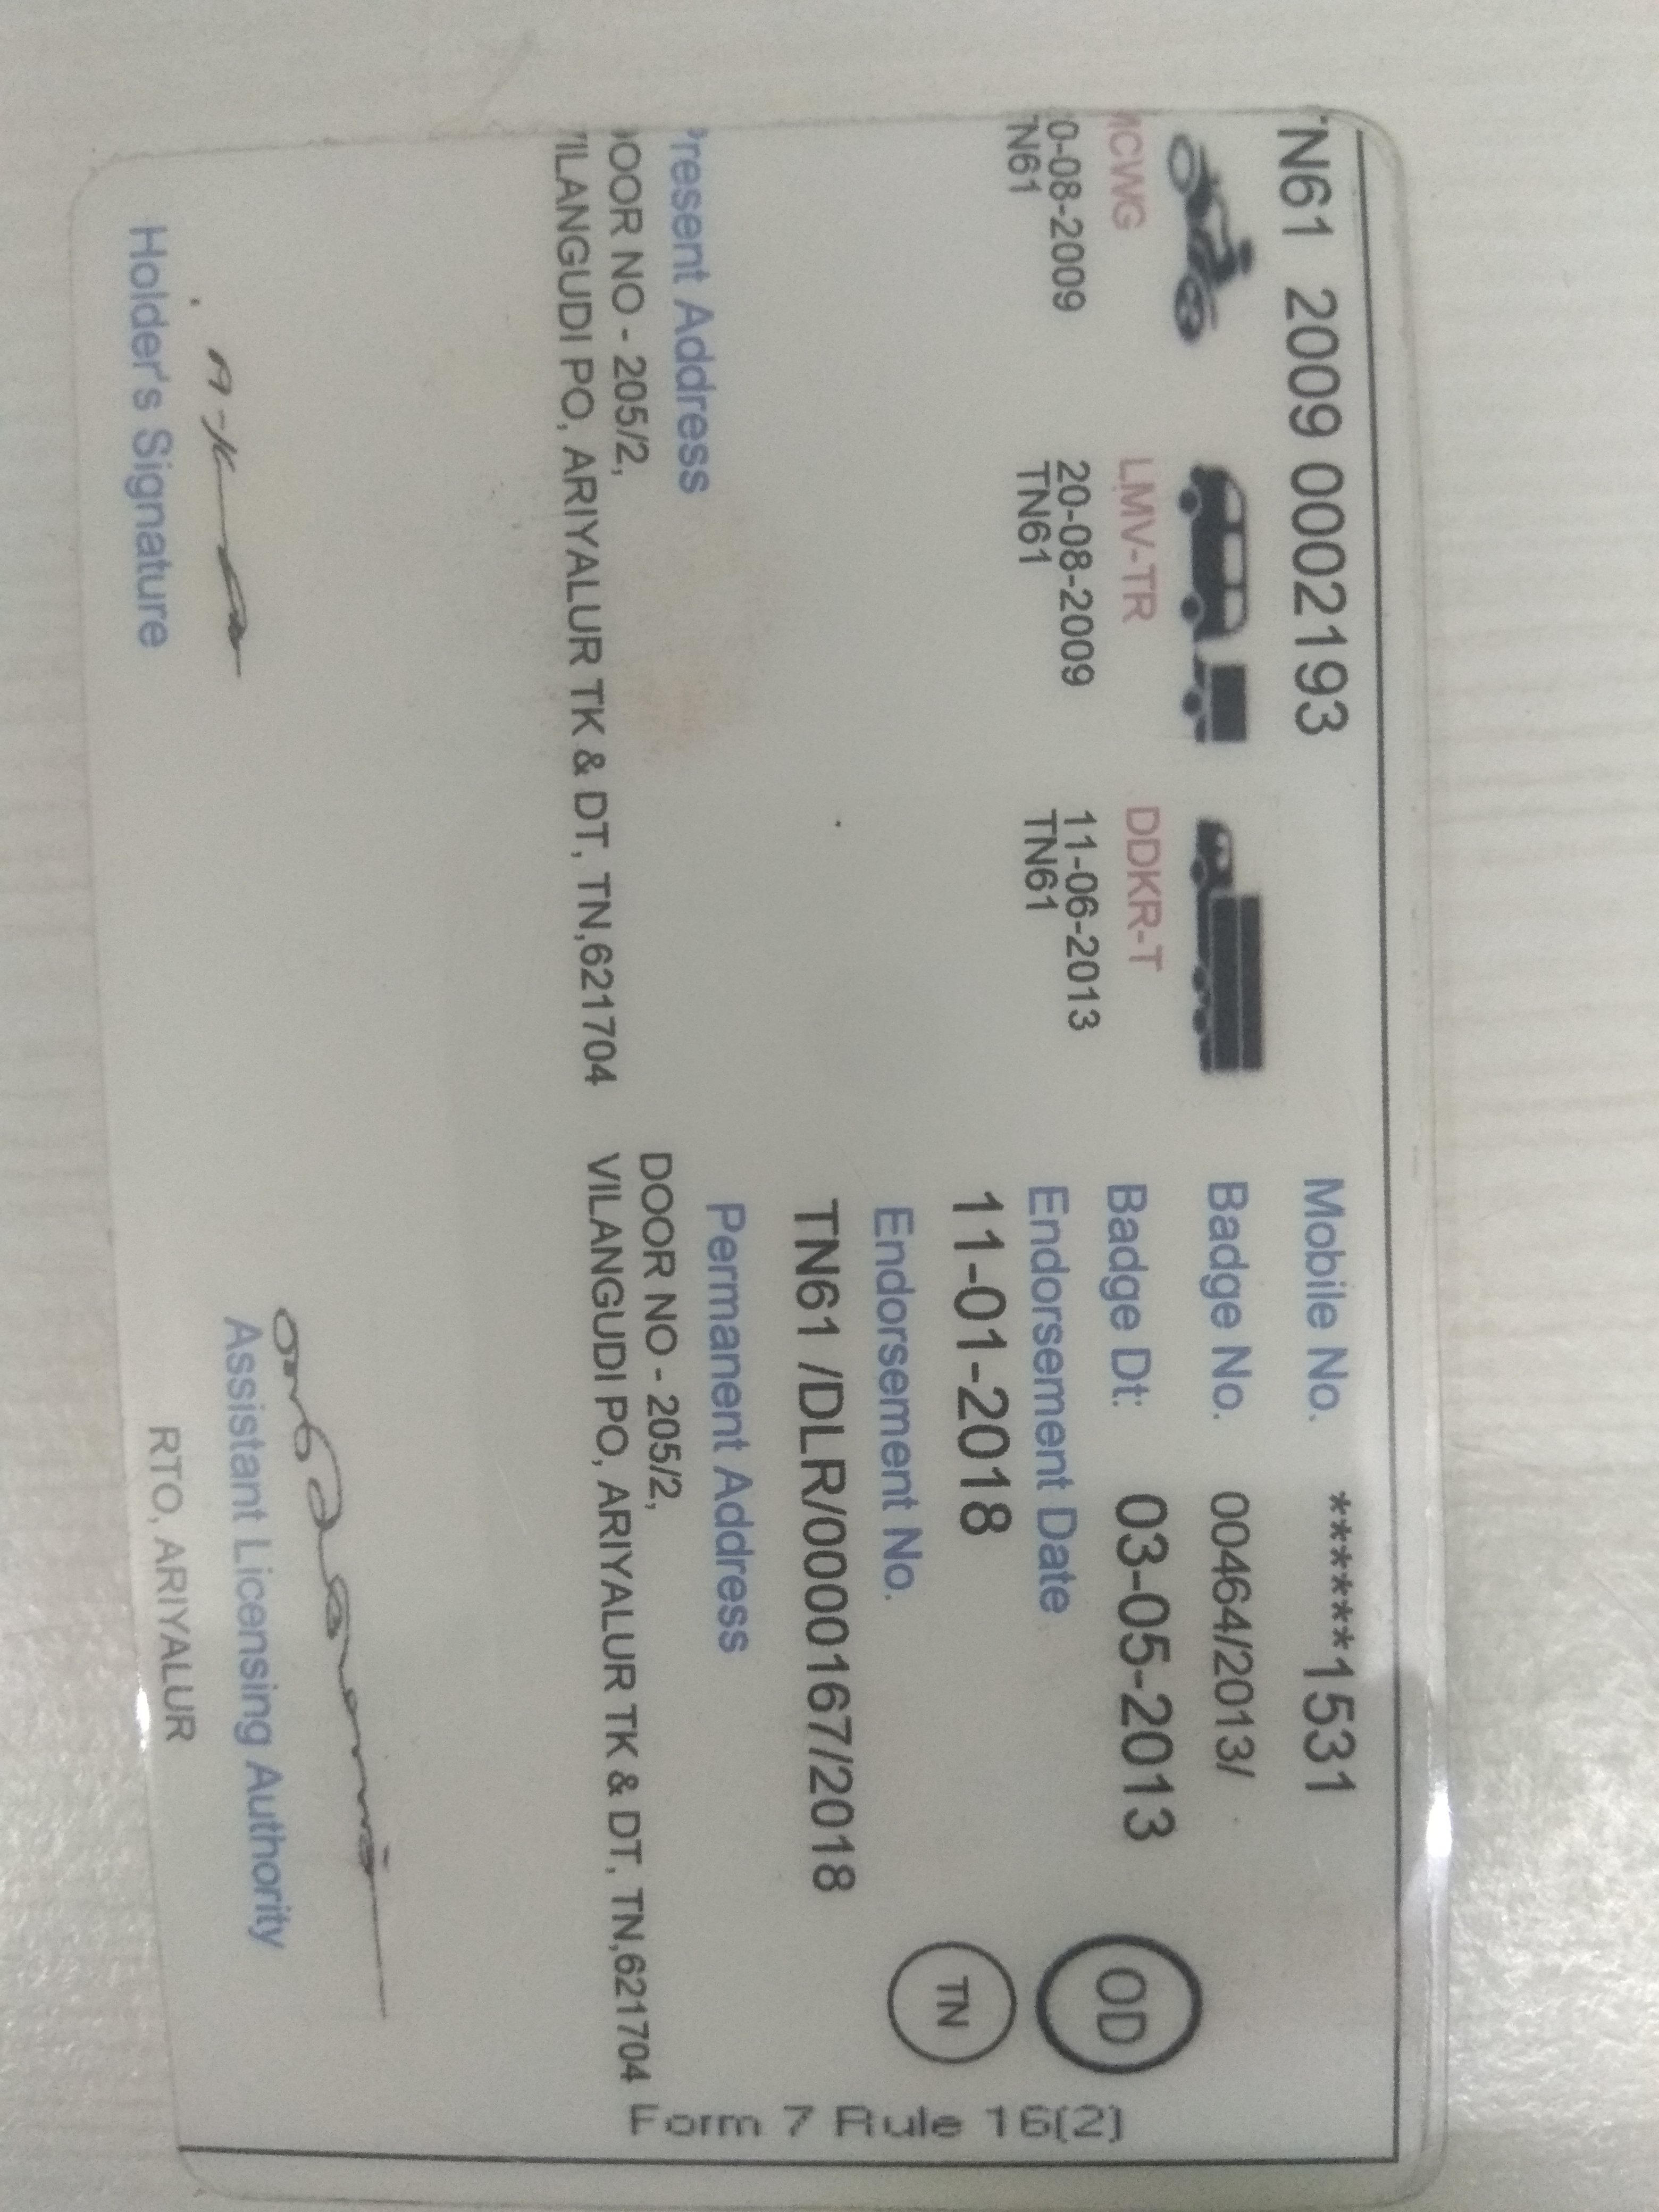 TN61 2009 0002193
Mobile No. ******1531
Badge No. 00464/2013/
MCWG LMV-TR DDKR-T
Badge Dt: 03-05-2013
0-08-2009 20-08-2009 11-06-2013
TN61 TN61 TN61
OD
Endorsement Date
11-01-2018
TN
Endorsement No.
TN61 /DLR/0000167/2018
Present Address
DOOR NO - 205/2,
VILANGUDI PO, ARIYALUR TK & DT, TN,621704
Permanent Address
DOOR NO - 205/2,
VILANGUDI PO, ARIYALUR TK & DT, TN,621704
Form 7 Rule 16(2)
Holder's Signature
Assistant Licensing Authority
RTO, ARIYALUR